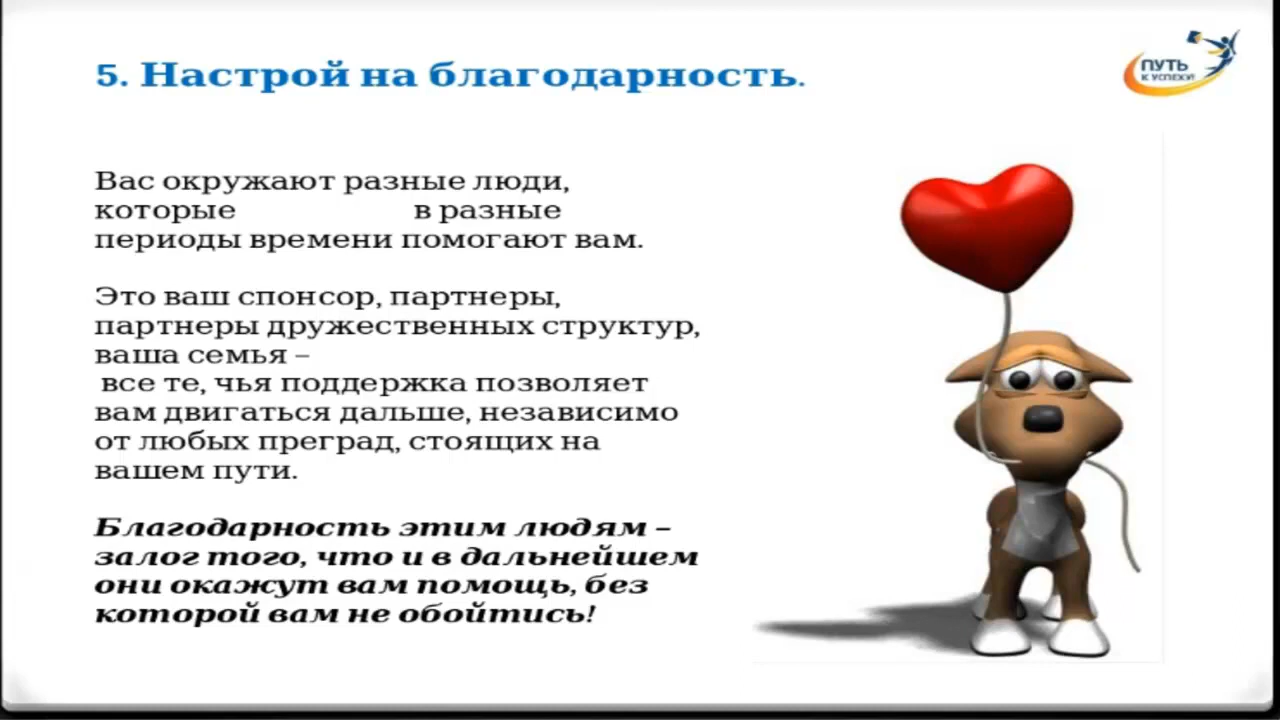 5. Настрой на благодарность.
ПУТЬ
К УСПЕХУ!
Вас окружают разные люди,
которые в разные
периоды времени помогают вам.
Это ваш спонсор, партнеры,
партнеры дружественных структур,
ваша семья –
все те, чья поддержка позволяет
вам двигаться дальше, независимо
от любых преград, стоящих на
вашем пути.
Благодарность этим людям –
залог того, что и в дальнейшем
они окажут вам помощь, без
которой вам не обойтись!